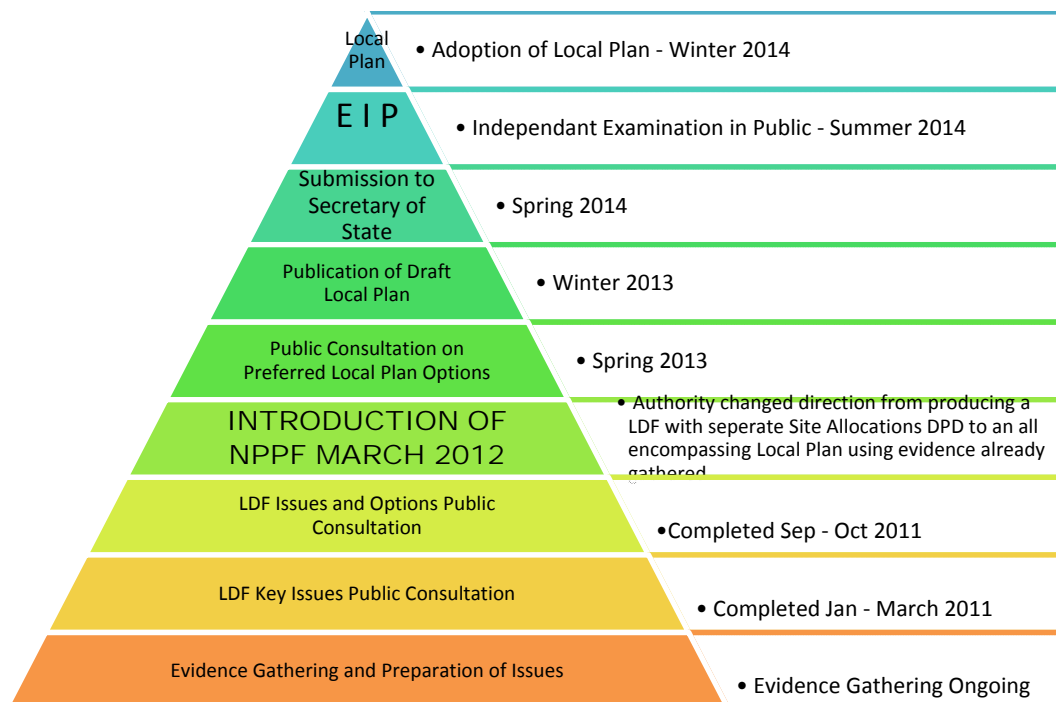 Local
Plan
• Adoption of Local Plan - Winter 2014
E I P
• Independant Examination in Public - Summer 2014
Submission to
Secretary of
State
• Spring 2014
Publication of Draft
Local Plan
• Winter 2013
Public Consultation on
Preferred Local Plan Options
• Spring 2013
INTRODUCTION OF
NPPF MARCH 2012
• Authority changed direction from producing a
LDF with seperate Site Allocations DPD to an all
encompassing Local Plan using evidence already
gathered
LDF Issues and Options Public
Consultation
•Completed Sep - Oct 2011
LDF Key Issues Public Consultation
• Completed Jan - March 2011
Evidence Gathering and Preparation of Issues
• Evidence Gathering Ongoing